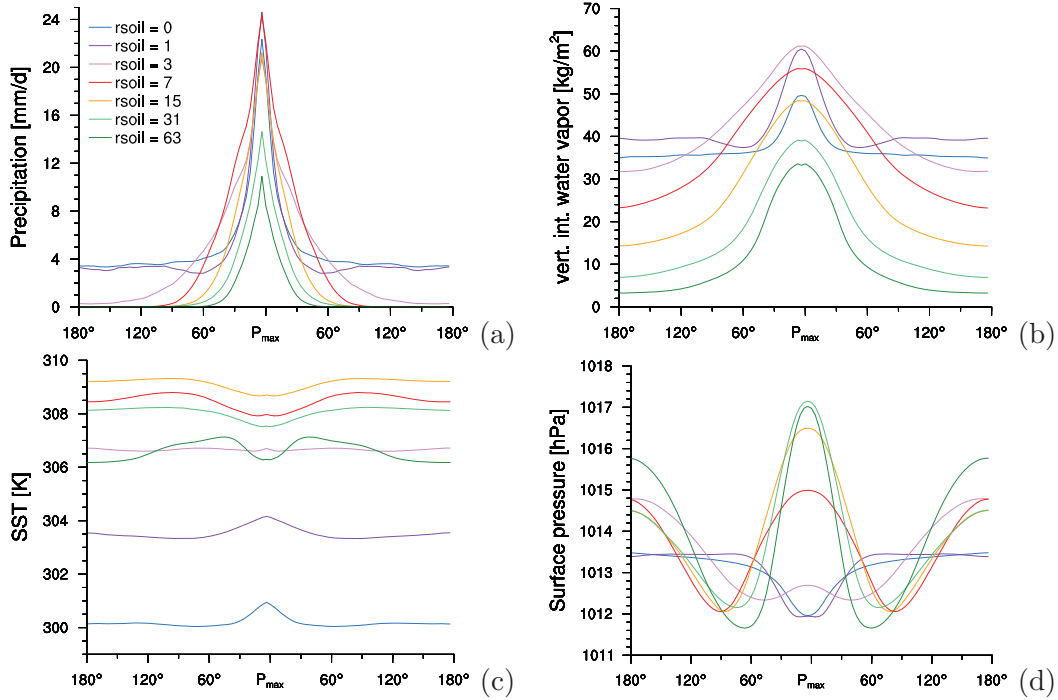 24
20
16
12
8
4
0
Precipitation [mm/d]
rsoil = 0
rsoil = 1
rsoil = 3
rsoil = 7
rsoil = 15
rsoil = 31
rsoil = 63
180° 120° 60° Pmax 60° 120° 180°
(a)
70
60
50
40
30
20
10
0
vert. int. water vapor [kg/m²]
180° 120° 60° Pmax 60° 120° 180°
(b)
310
308
306
304
302
300
SST [K]
180° 120° 60° Pmax 60° 120° 180°
(c)
1018
1017
1016
1015
1014
1013
1012
1011
Surface pressure [hPa]
180° 120° 60° Pmax 60° 120° 180°
(d)